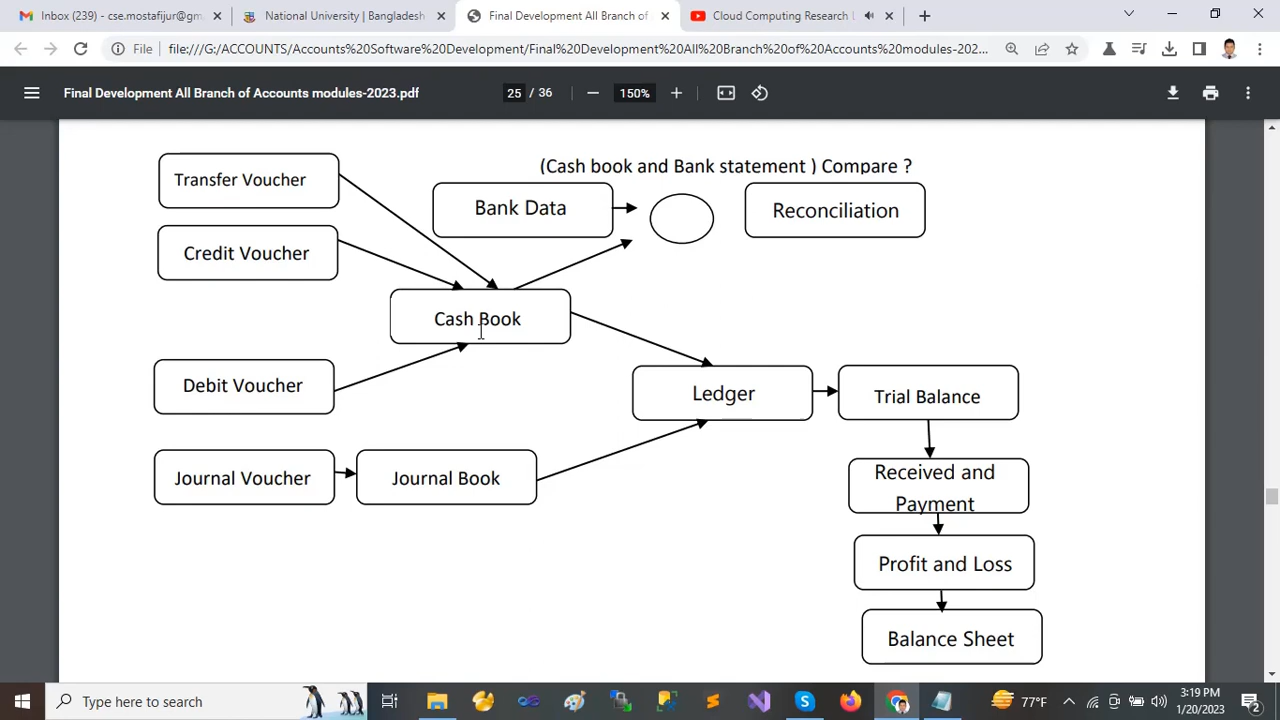 Inbox (239) - cse.mostafijur@gm
National University | Bangladesh
Final Development All Branch of
Cloud Computing Research L
File
file:///G:/ACCOUNTS/Accounts%20Software%20Development/Final%20Development%20All%20Branch%20of%20Accounts%20modules-202...
Final Development All Branch of Accounts modules-2023.pdf
25 / 36
150%
(Cash book and Bank statement ) Compare ?
Transfer Voucher
Bank Data
Reconciliation
Credit Voucher
Cash Book
Debit Voucher
Ledger
Trial Balance
Journal Voucher
Journal Book
Received and
Payment
Profit and Loss
Balance Sheet
Type here to search
77°F
3:19 PM
1/20/2023
2